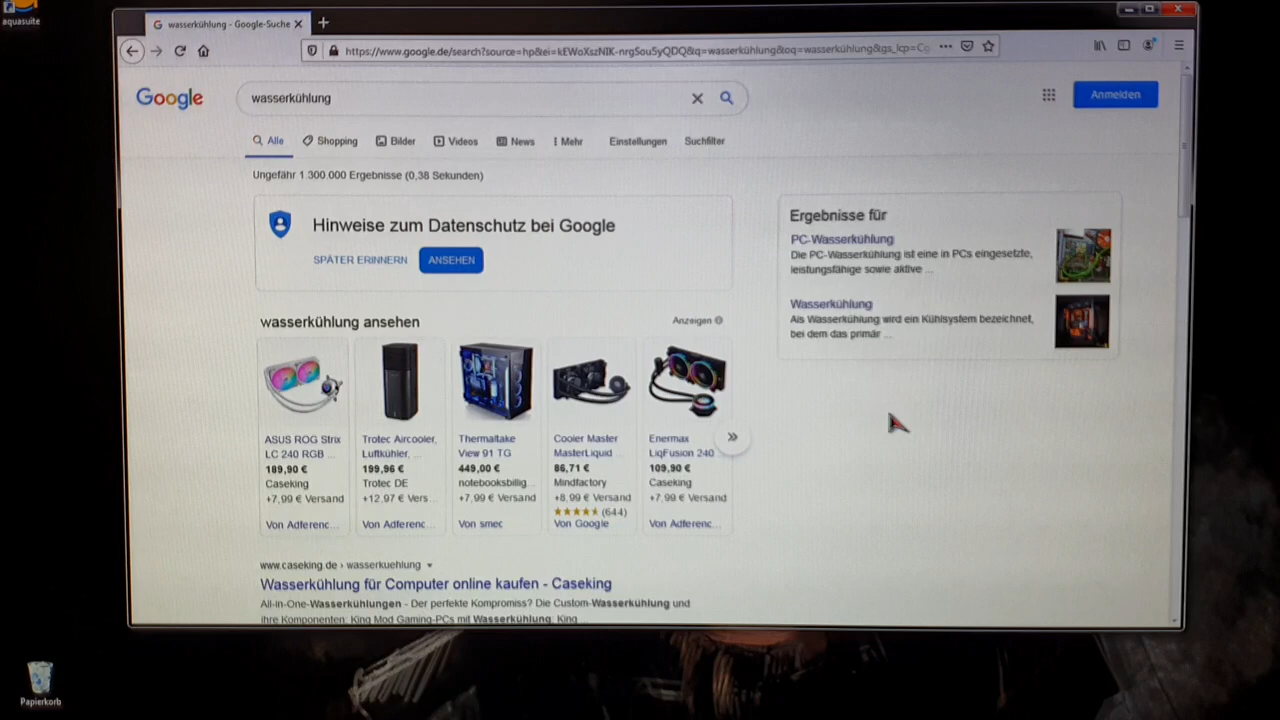 aquasuite
wasserkühlung - Google-Suche
https://www.google.de/search?source=hp&ei=
q=wasserkühlung&oq=wasserkühlung&gs_lcp=
Google
wasserkühlung
Anmelden
Alle Shopping Bilder Videos News Mehr Einstellungen Suchfilter
Ungefähr 1.300.000 Ergebnisse (0,38 Sekunden)
Hinweise zum Datenschutz bei Google
SPÄTER ERINNERN ANSEHEN
Ergebnisse für
PC-Wasserkühlung
Die PC-Wasserkühlung ist eine in PCs eingesetzte,
leistungsfähige sowie aktive ...
Wasserkühlung
Als Wasserkühlung wird ein Kühlsystem bezeichnet,
bei dem das primär ...
wasserkühlung ansehen
Anzeigen
ASUS ROG Strix
LC 240 RGB ...
189,90 €
Caseking
+7,99 € Versand
Von Adferenc...
Trotec Aircooler,
Luftkühler, ...
199,96 €
Trotec DE
+12,97 € Vers...
Von Adferenc...
Thermaltake
View 91 TG
449,00 €
notebooksbillig...
+7,99 € Versand
Von smec
Cooler Master
MasterLiquid ...
86,71 €
Mindfactory
+8,99 € Versand
(644)
Von Google
Enermax
LiqFusion 240 ...
109,90 €
Caseking
+7,99 € Versand
Von Adferenc...
www.caseking.de › wasserkuehlung
Wasserkühlung für Computer online kaufen - Caseking
All-in-One-Wasserkühlungen - Der perfekte Kompromiss? Die Custom-Wasserkühlung und
ihre Komponenten: King Mod Gaming-PCs mit Wasserkühlung: King
Papierkorb